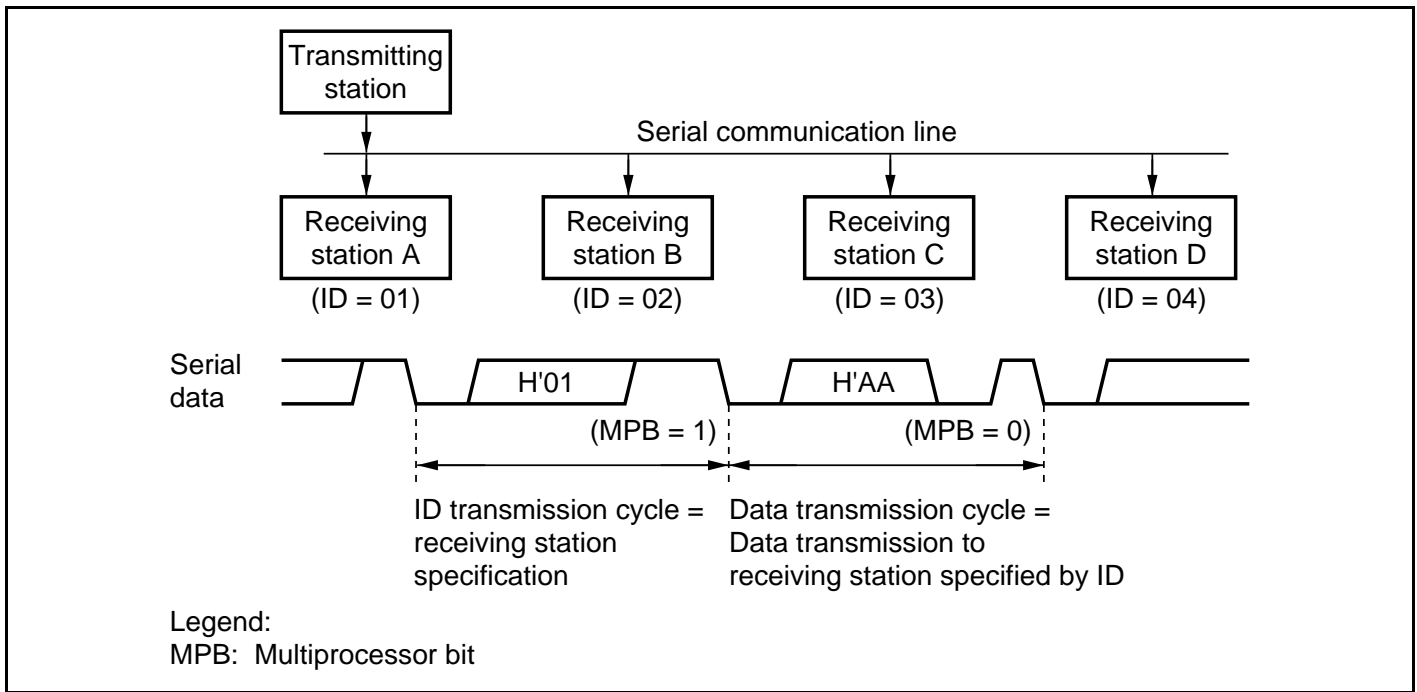 Transmitting
station
Serial communication line
Receiving
station A
(ID = 01)
Receiving
station B
(ID = 02)
Receiving
station C
(ID = 03)
Receiving
station D
(ID = 04)
Serial
data
H'01
H'AA
(MPB = 1)
(MPB = 0)
ID transmission cycle =
receiving station
specification
Data transmission cycle =
Data transmission to
receiving station specified by ID
Legend:
MPB: Multiprocessor bit